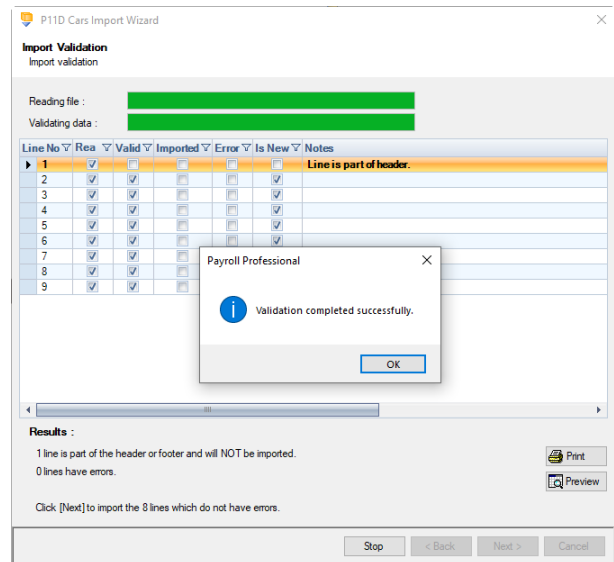 P11D Cars Import Wizard
Import Validation
Import validation
Reading file :
Validating data :
Line No Rea Valid Imported Error Is New Notes
1 Line is part of header.
2
3
4
5
6
7
8
9
Payroll Professional
Validation completed successfully.
OK
Results :
1 line is part of the header or footer and will NOT be imported.
0 lines have errors.
Click [Next] to import the 8 lines which do not have errors.
Print
Preview
Stop < Back Next > Cancel